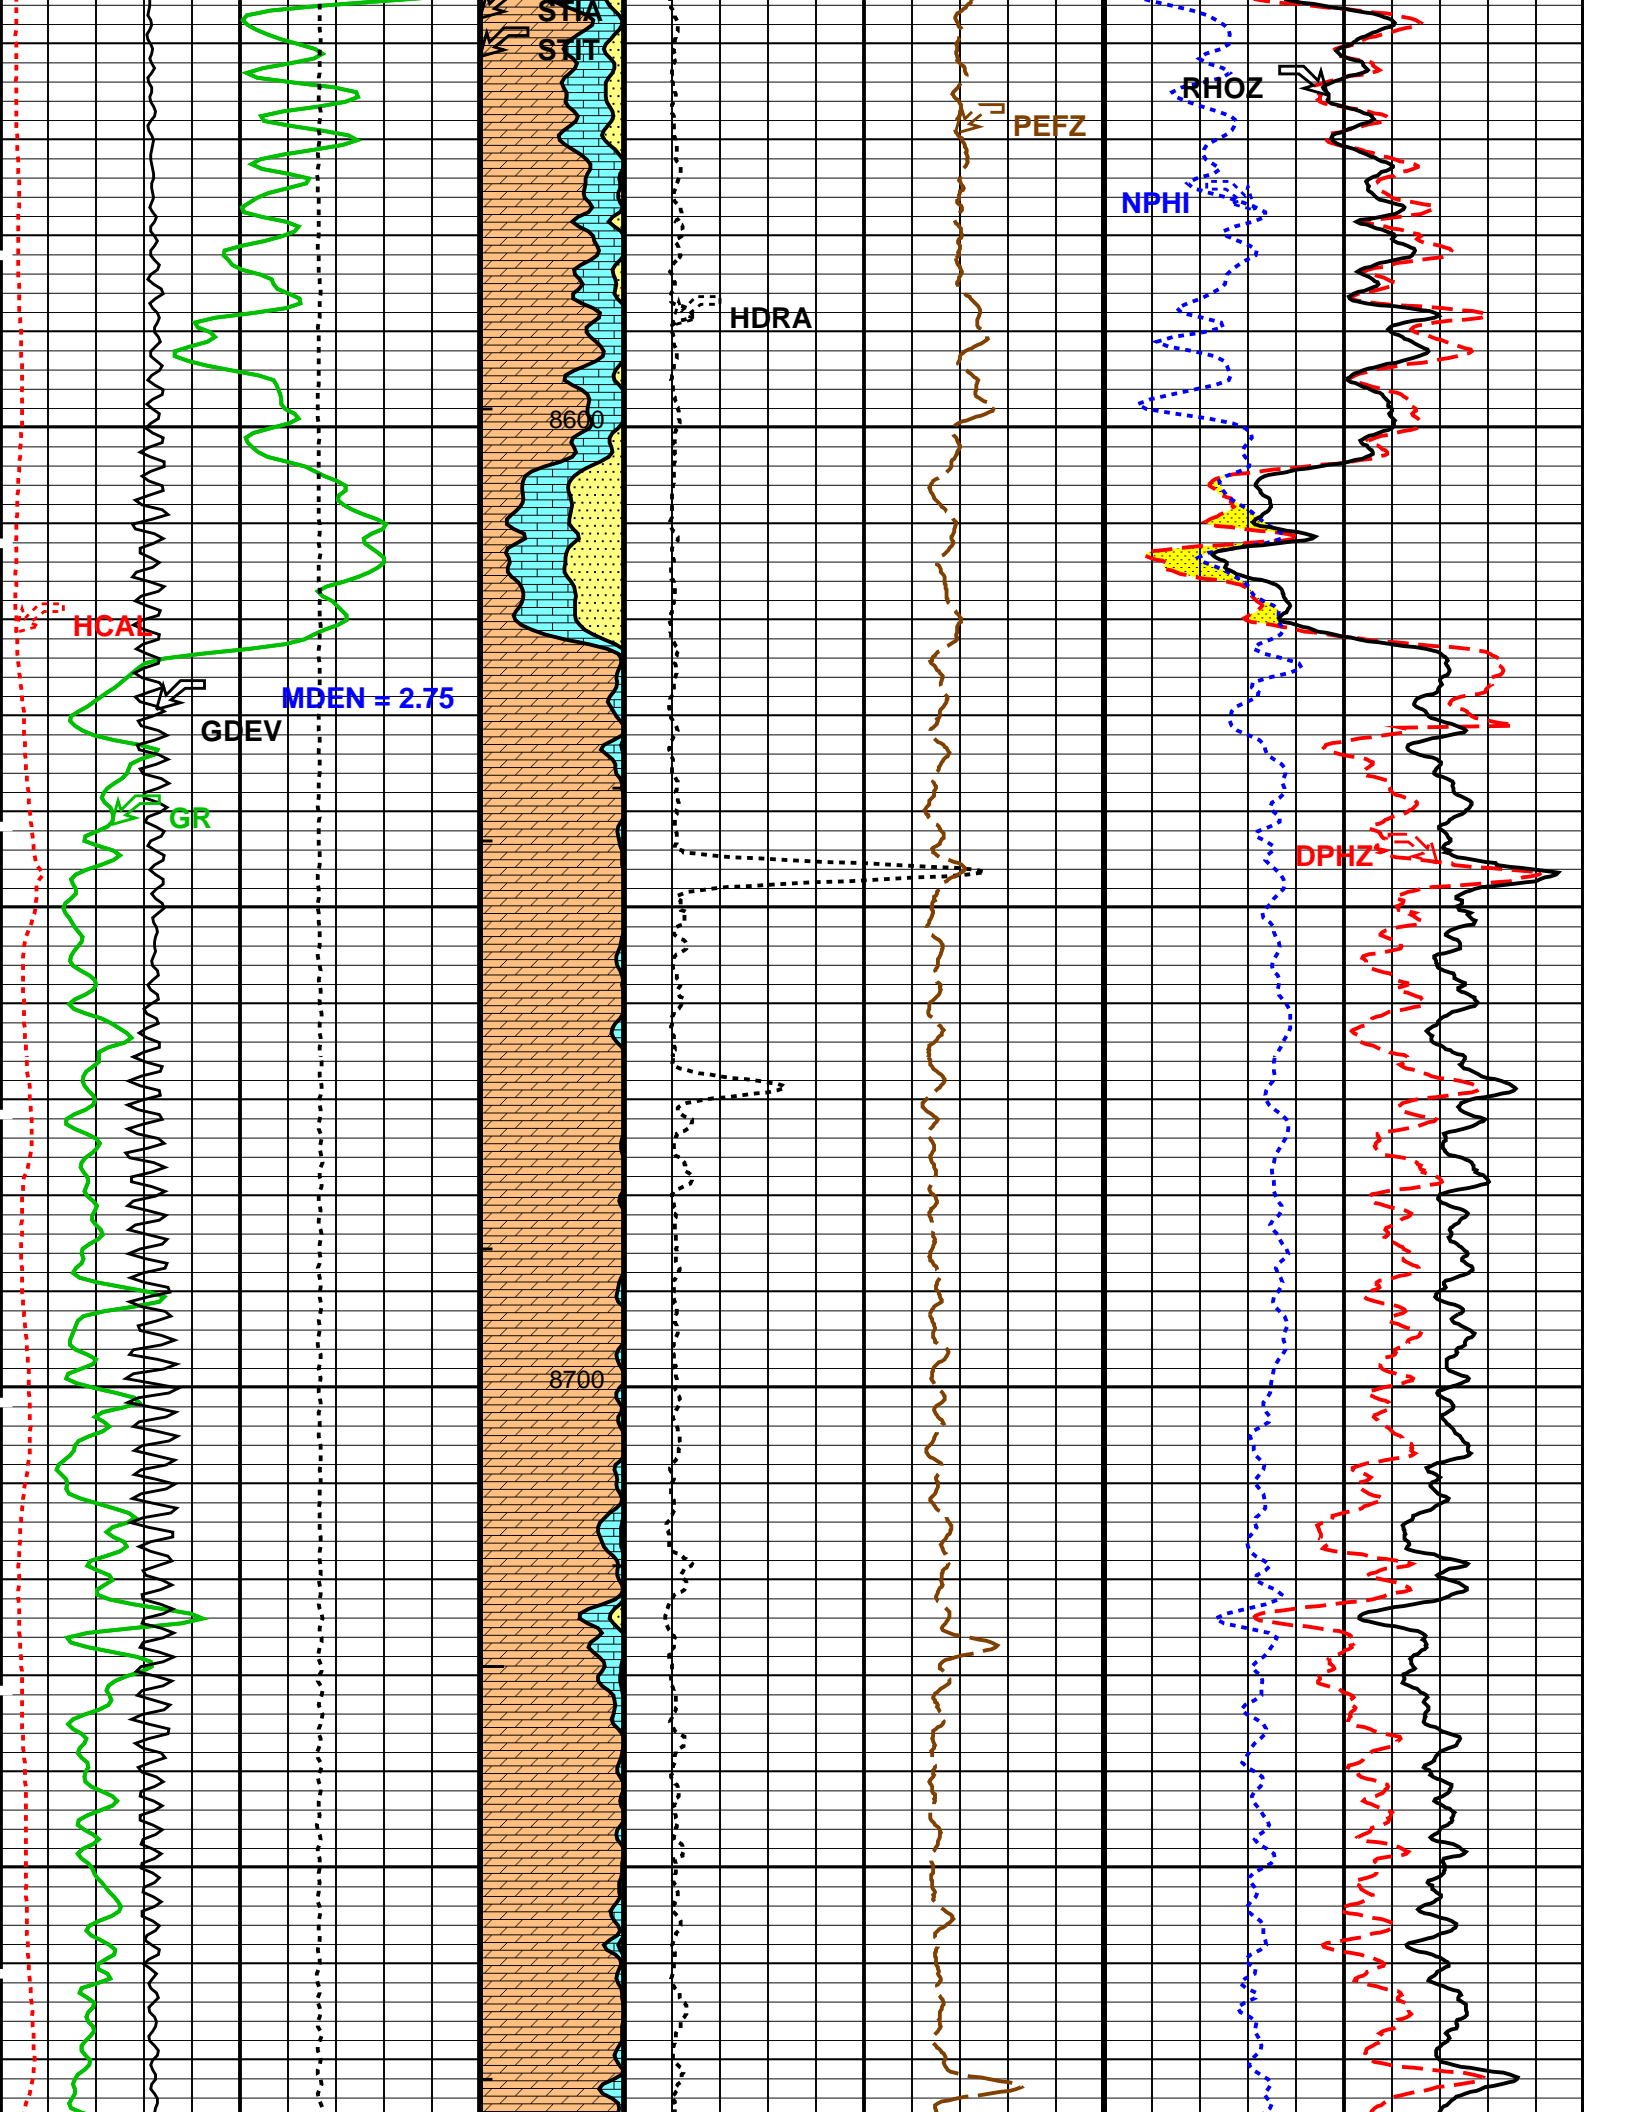 STIA
STIT
RHOZ
PEFZ
NPHI
HDRA
8600
HCAL
MDEN = 2.75
GDEV
GR
DPHZ
8700